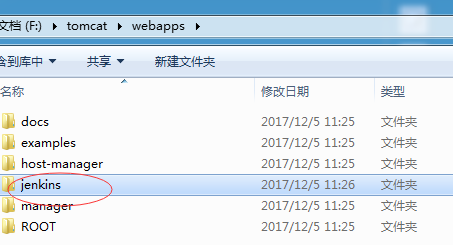 文档 (F:) ▸ tomcat ▸ webapps ▸
含到库中 共享 新建文件夹
名称 修改日期 类型
docs 2017/12/5 11:25 文件夹
examples 2017/12/5 11:25 文件夹
host-manager 2017/12/5 11:25 文件夹
jenkins 2017/12/5 11:26 文件夹
manager 2017/12/5 11:25 文件夹
ROOT 2017/12/5 11:25 文件夹